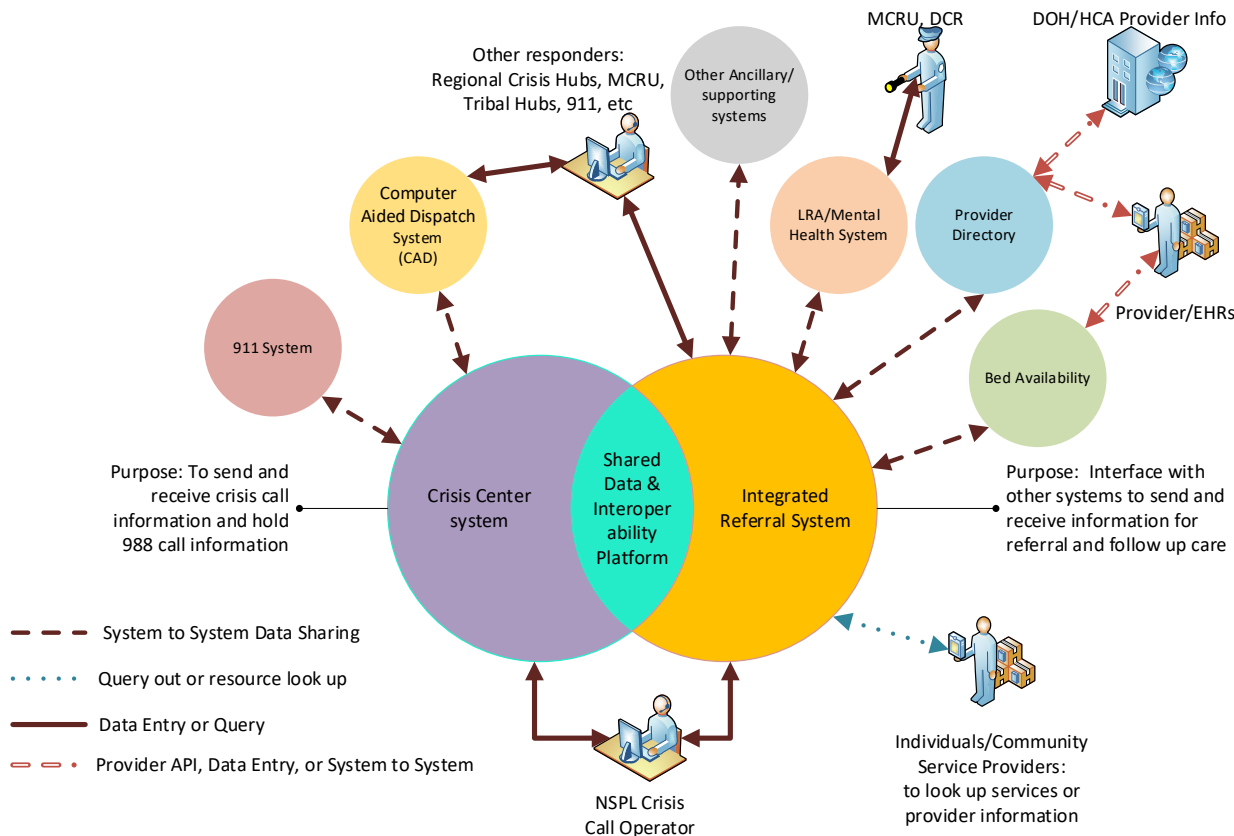 MCRU, DCR
DOH/HCA Provider Info
Other responders:
Regional Crisis Hubs, MCRU,
Tribal Hubs, 911, etc
Other Ancillary/
supporting
systems
Computer
Aided Dispatch
System
(CAD)
LRA/Mental
Health System
Provider
Directory
Provider/EHRs
911 System
Bed Availability
Purpose: To send and
receive crisis call
information and hold
988 call information
Crisis Center
system
Shared
Data &
Interoper
ability
Platform
Integrated
Referral System
Purpose: Interface with
other systems to send and
receive information for
referral and follow up care
System to System Data Sharing
Query out or resource look up
Data Entry or Query
Provider API, Data Entry, or System to System
NSPL Crisis
Call Operator
Individuals/Community
Service Providers:
to look up services or
provider information